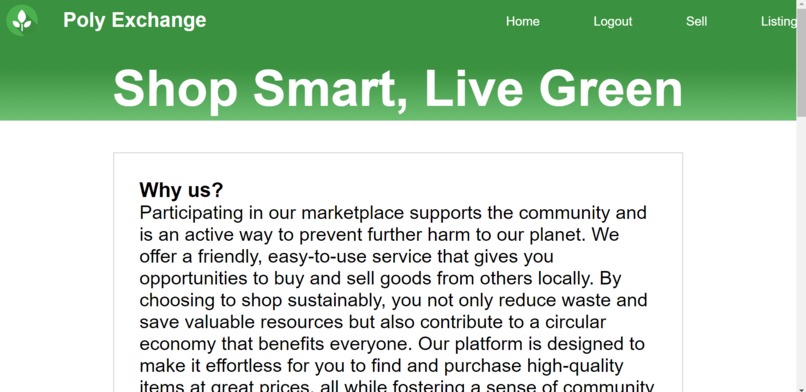 Poly Exchange Home Logout Sell Listing
Shop Smart, Live Green
Why us?
Participating in our marketplace supports the community and
is an active way to prevent further harm to our planet. We
offer a friendly, easy-to-use service that gives you
opportunities to buy and sell goods from others locally. By
choosing to shop sustainably, you not only reduce waste and
save valuable resources but also contribute to a circular
economy that benefits everyone. Our platform is designed to
make it effortless for you to find and purchase high-quality
items at great prices, all while fostering a sense of community